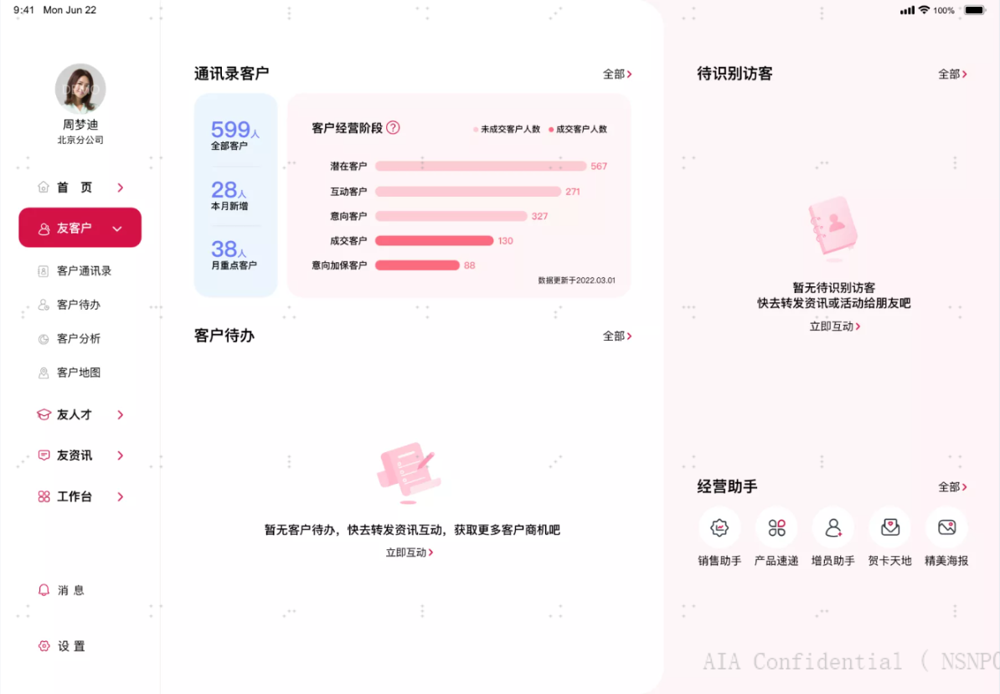 9:41 Mon Jun 22
100%
DEMO
周梦迪
北京分公司
首 页
友客户
客户通讯录
客户待办
客户分析
客户地图
友人才
友资讯
工作台
消 息
设 置
通讯录客户
全部
599人
全部客户
28人
本月新增
38人
月重点客户
客户经营阶段
未成交客户人数 成交客户人数
潜在客户 567
互动客户 271
意向客户 327
成交客户 130
意向加保客户 88
数据更新于2022.03.01
客户待办
全部
暂无客户待办，快去转发资讯互动，获取更多客户商机吧
立即互动
待识别访客
全部
暂无待识别访客
快去转发资讯或活动给朋友吧
立即互动
经营助手
全部
销售助手 产品速递 增员助手 贺卡天地 精美海报
AIA Confidential ( NSNP